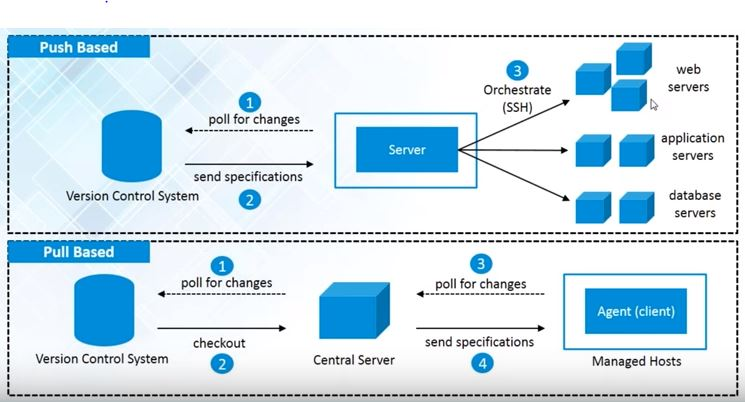 Push Based
1
poll for changes
send specifications
2
Version Control System
Server
3
Orchestrate
(SSH)
web
servers
application
servers
database
servers
Pull Based
1
poll for changes
checkout
2
Version Control System
Central Server
3
poll for changes
send specifications
4
Agent (client)
Managed Hosts